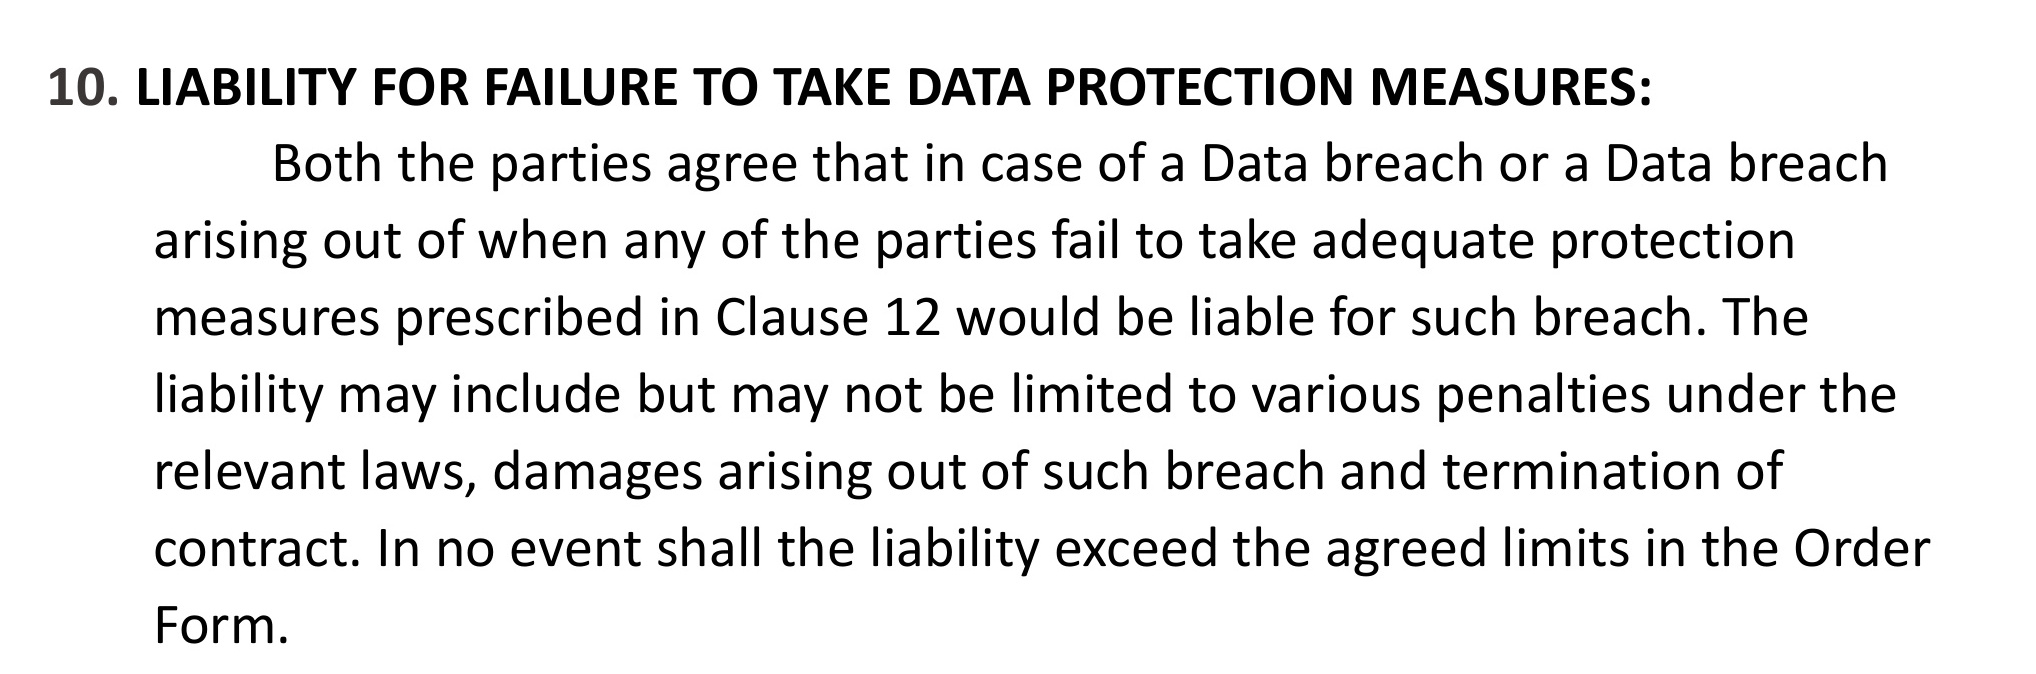 10. LIABILITY FOR FAILURE TO TAKE DATA PROTECTION MEASURES:
Both the parties agree that in case of a Data breach or a Data breach
arising out of when any of the parties fail to take adequate protection
measures prescribed in Clause 12 would be liable for such breach. The
liability may include but may not be limited to various penalties under the
relevant laws, damages arising out of such breach and termination of
contract. In no event shall the liability exceed the agreed limits in the Order
Form.